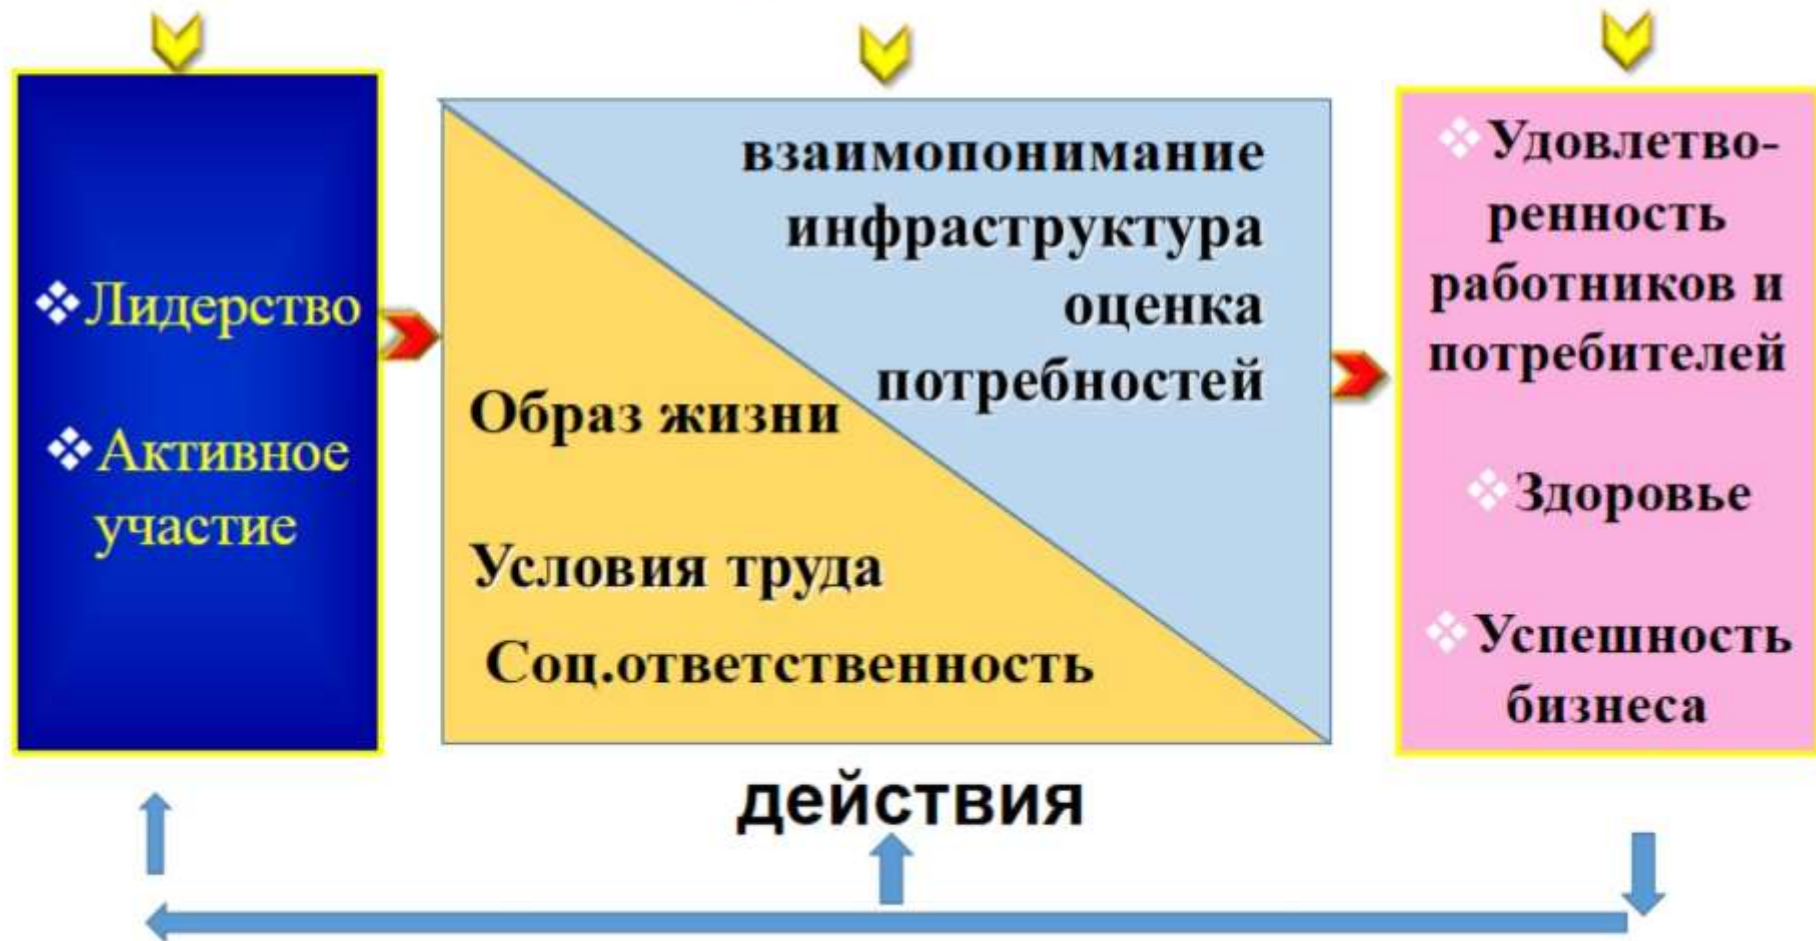 ❖Лидерство
❖Активное
участие
взаимопонимание
инфраструктура
оценка
потребностей
Образ жизни
Условия труда
Соц.ответственность
❖Удовлетво-
ренность
работников и
потребителей
❖Здоровье
❖Успешность
бизнеса
действия